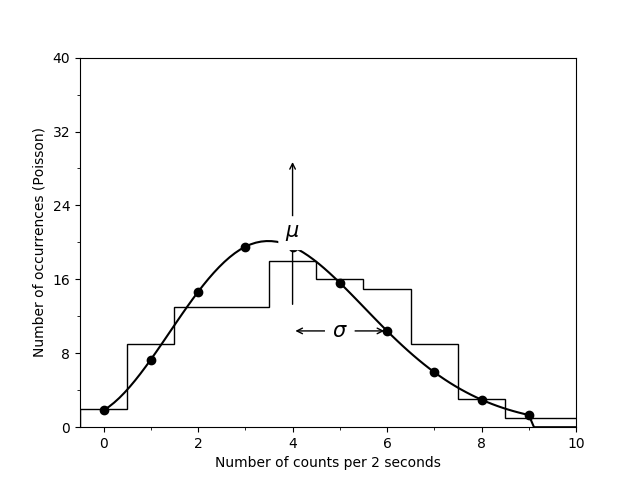 40
32
24
16
8
0
Number of occurrences (Poisson)
μ
σ
0 2 4 6 8 10
Number of counts per 2 seconds